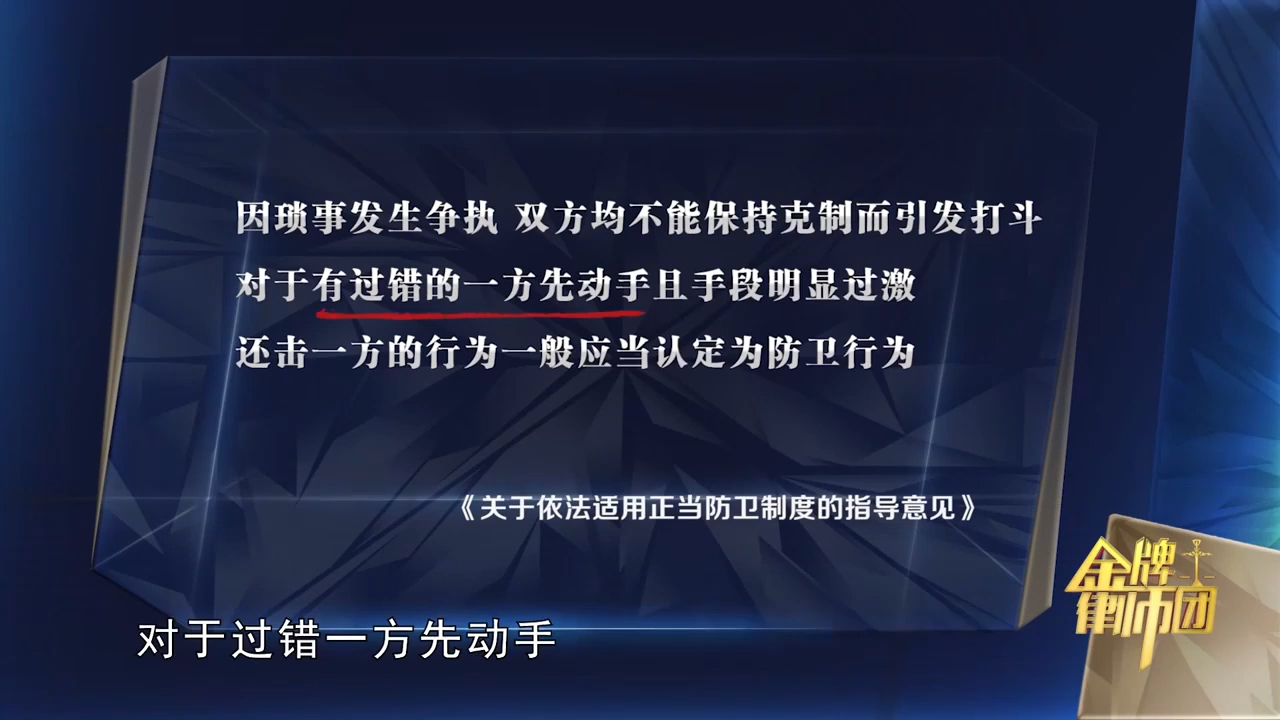 因琐事发生争执 双方均不能保持克制而引发打斗
对于有过错的一方先动手且手段明显过激
还击一方的行为一般应当认定为防卫行为
《关于依法适用正当防卫制度的指导意见》
金牌
律师团
对于过错一方先动手